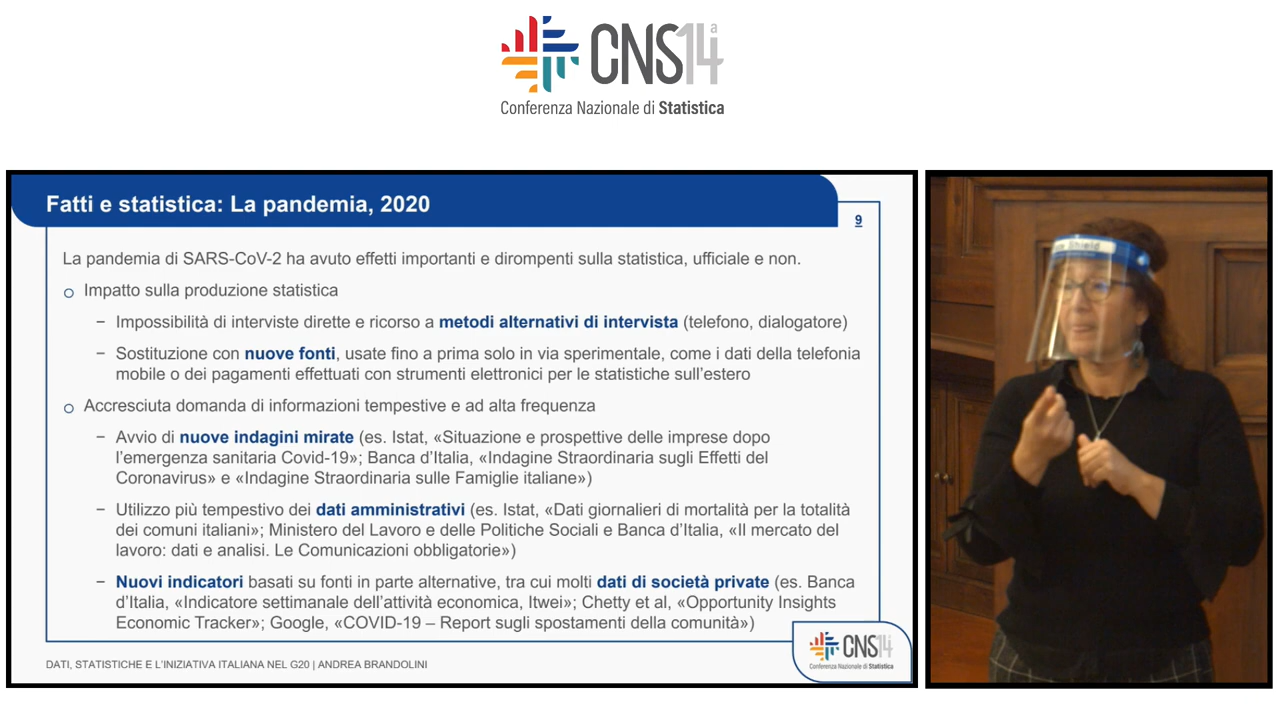 CNS14ª
Conferenza Nazionale di Statistica
Fatti e statistica: La pandemia, 2020
9
La pandemia di SARS-CoV-2 ha avuto effetti importanti e dirompenti sulla statistica, ufficiale e non.
Impatto sulla produzione statistica
− Impossibilità di interviste dirette e ricorso a metodi alternativi di intervista (telefono, dialogatore)
− Sostituzione con nuove fonti, usate fino a prima solo in via sperimentale, come i dati della telefonia
mobile o dei pagamenti effettuati con strumenti elettronici per le statistiche sull'estero
Accresciuta domanda di informazioni tempestive e ad alta frequenza
− Avvio di nuove indagini mirate (es. Istat, «Situazione e prospettive delle imprese dopo
l'emergenza sanitaria Covid-19»; Banca d'Italia, «Indagine Straordinaria sugli Effetti del
Coronavirus» e «Indagine Straordinaria sulle Famiglie italiane»)
− Utilizzo più tempestivo dei dati amministrativi (es. Istat, «Dati giornalieri di mortalità per la totalità
dei comuni italiani»; Ministero del Lavoro e delle Politiche Sociali e Banca d'Italia, «Il mercato del
lavoro: dati e analisi. Le Comunicazioni obbligatorie»)
− Nuovi indicatori basati su fonti in parte alternative, tra cui molti dati di società private (es. Banca
d'Italia, «Indicatore settimanale dell'attività economica, Itwei»; Chetty et al, «Opportunity Insights
Economic Tracker»; Google, «COVID-19 – Report sugli spostamenti della comunità»)
DATI, STATISTICHE E L'INIZIATIVA ITALIANA NEL G20 | ANDREA BRANDOLINI
CNS14ª
Conferenza Nazionale di Statistica
Shield